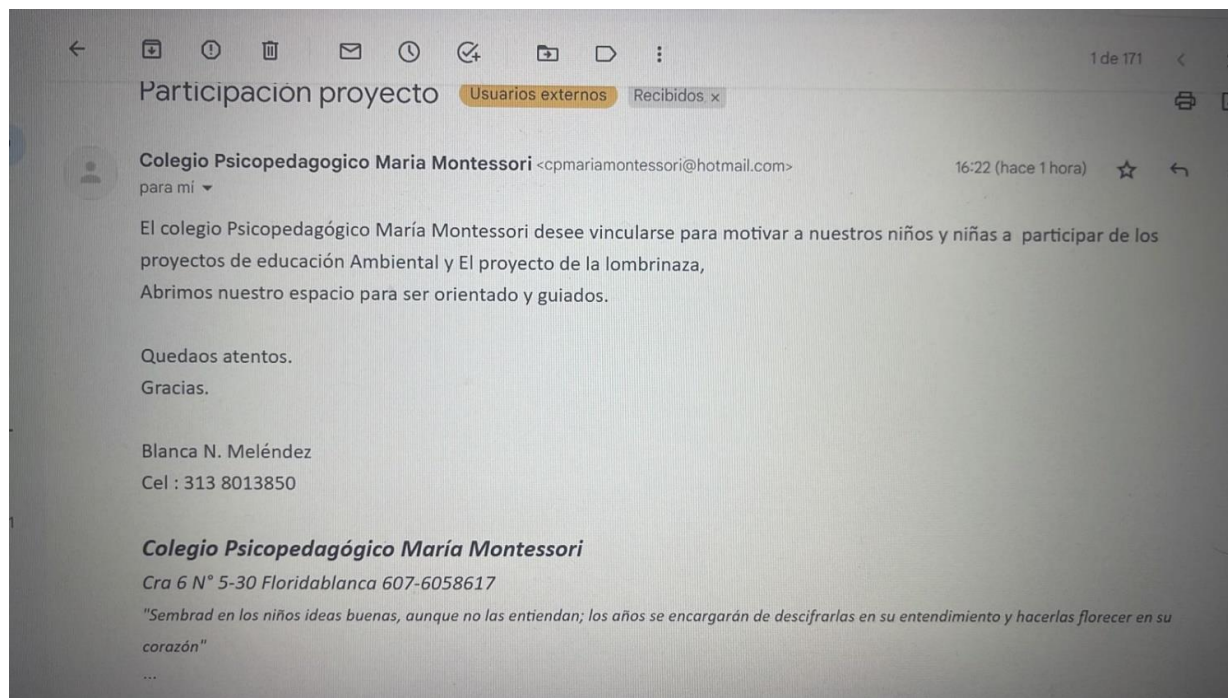 1 de 171
Participación proyecto Usuarios externos Recibidos x
Colegio Psicopedagogico Maria Montessori <cpmariamontessori@hotmail.com> 16:22 (hace 1 hora)
para mí
El colegio Psicopedagógico María Montessori desee vincularse para motivar a nuestros niños y niñas a participar de los
proyectos de educación Ambiental y El proyecto de la lombrinaza,
Abrimos nuestro espacio para ser orientado y guiados.
Quedaos atentos.
Gracias.
Blanca N. Meléndez
Cel : 313 8013850
Colegio Psicopedagógico María Montessori
Cra 6 N° 5-30 Floridablanca 607-6058617
"Sembrad en los niños ideas buenas, aunque no las entiendan; los años se encargarán de descifrarlas en su entendimiento y hacerlas florecer en su
corazón"
...